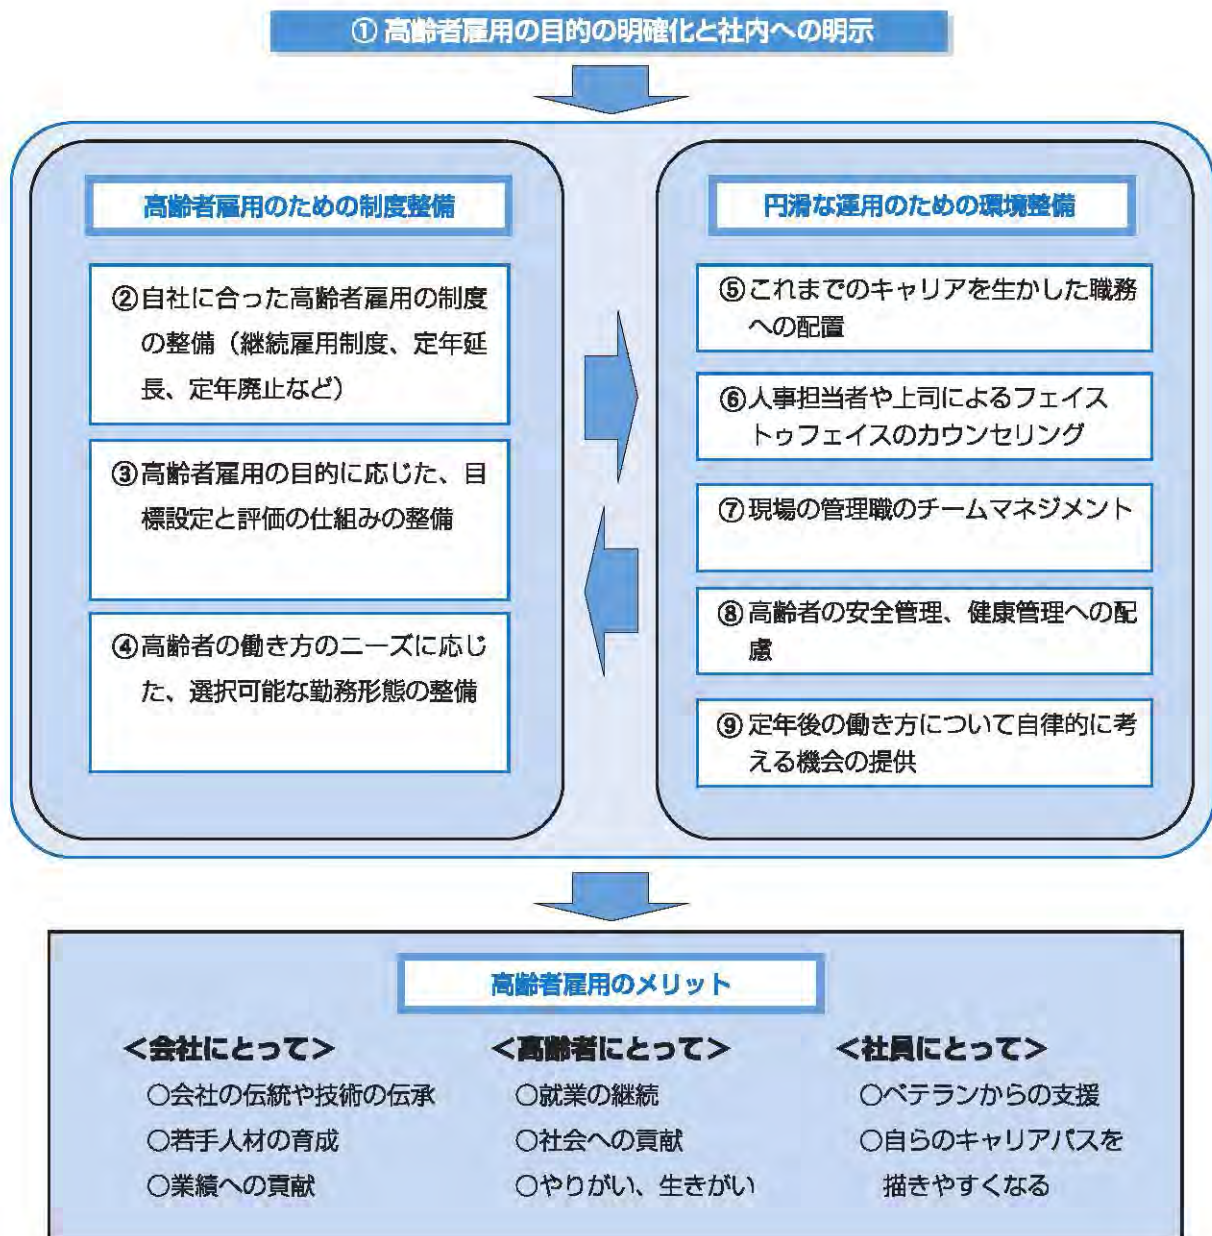 ① 高齢者雇用の目的の明確化と社内への明示
高齢者雇用のための制度整備
②自社に合った高齢者雇用の制度
の整備（継続雇用制度、定年延
長、定年廃止など）
③高齢者雇用の目的に応じた、目
標設定と評価の仕組みの整備
④高齢者の働き方のニーズに応じ
た、選択可能な勤務形態の整備
円滑な運用のための環境整備
⑤これまでのキャリアを生かした職務
への配置
⑥人事担当者や上司によるフェイス
トゥフェイスのカウンセリング
⑦現場の管理職のチームマネジメント
⑧高齢者の安全管理、健康管理への配
慮
⑨定年後の働き方について自律的に考
える機会の提供
高齢者雇用のメリット
＜会社にとって＞
○会社の伝統や技術の伝承
○若手人材の育成
○業績への貢献
＜高齢者にとって＞
○就業の継続
○社会への貢献
○やりがい、生きがい
＜社員にとって＞
○ベテランからの支援
○自らのキャリアパスを
描きやすくなる